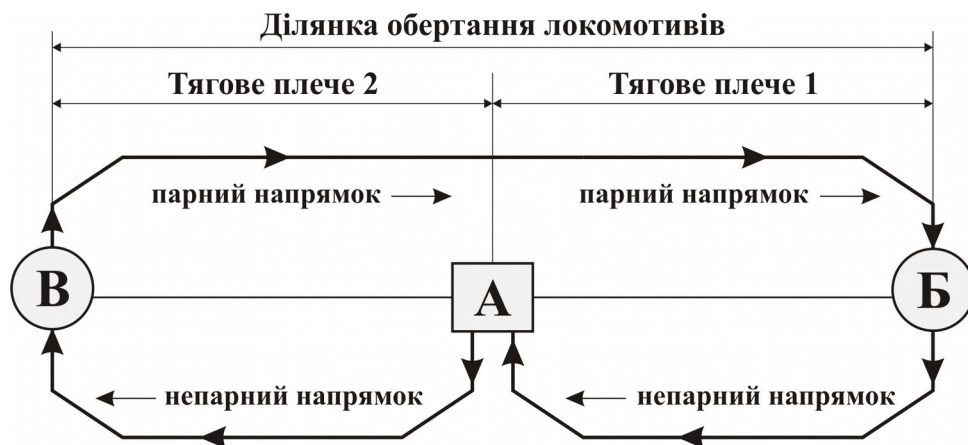 Ділянка обертання локомотивів
Тягове плече 2
Тягове плече 1
парний напрямок
парний напрямок
В
А
Б
непарний напрямок
непарний напрямок